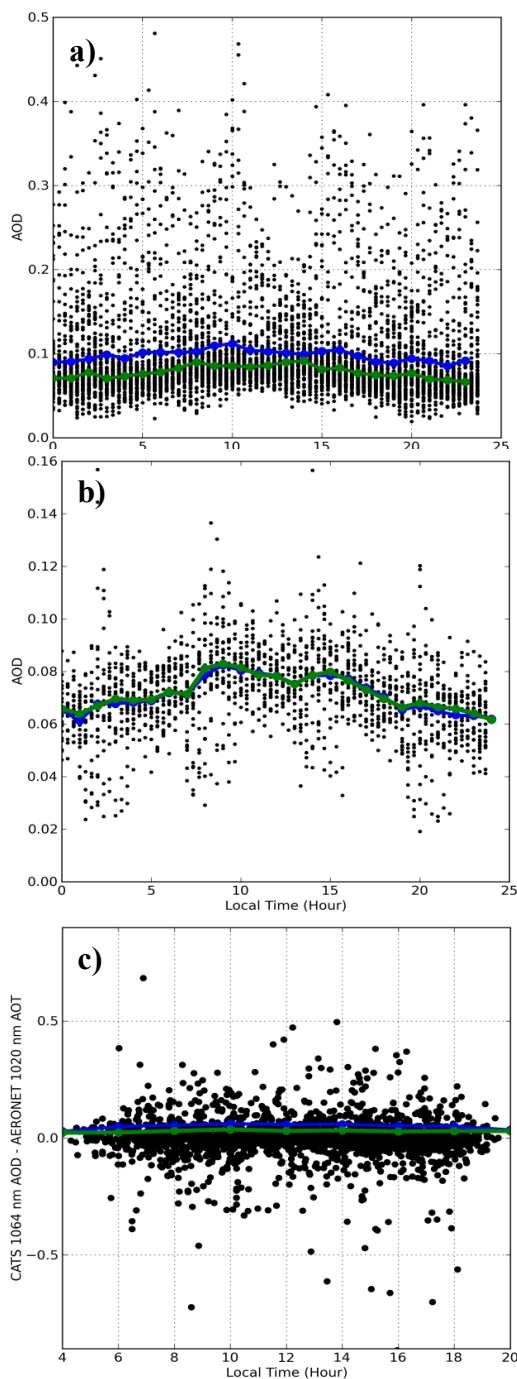 a)
0.5
0.4
0.3
0.2
0.1
0.0
AOD
0 5 10 15 20 25
b)
0.16
0.14
0.12
0.10
0.08
0.06
0.04
0.02
0.00
AOD
0 5 10 15 20 25
Local Time (Hour)
c)
0.5
0.0
−0.5
CATS 1064 nm AOD - AERONET 1020 nm AOT
4 6 8 10 12 14 16 18 20
Local Time (Hour)